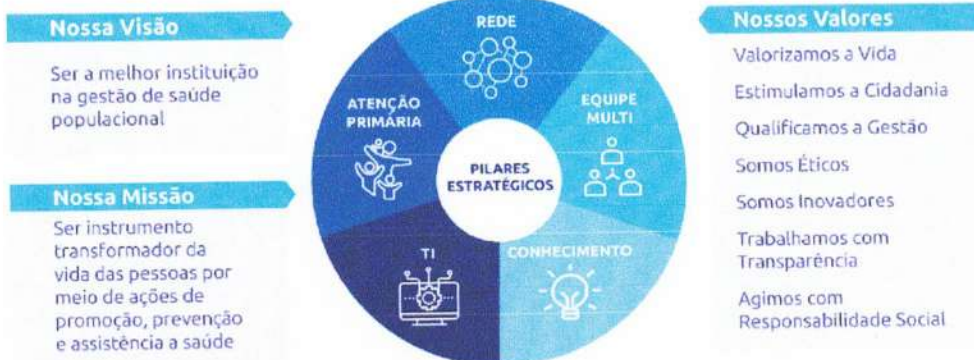 Nossa Visão
Ser a melhor instituição
na gestão de saúde
populacional
Nossa Missão
Ser instrumento
transformador da
vida das pessoas por
meio de ações de
promoção, prevenção
e assistência a saúde
REDE
ATENÇÃO
PRIMÁRIA
EQUIPE
MULTI
PILARES
ESTRATÉGICOS
TI
CONHECIMENTO
Nossos Valores
Valorizamos a Vida
Estimulamos a Cidadania
Qualificamos a Gestão
Somos Éticos
Somos Inovadores
Trabalhamos com
Transparência
Agimos com
Responsabilidade Social